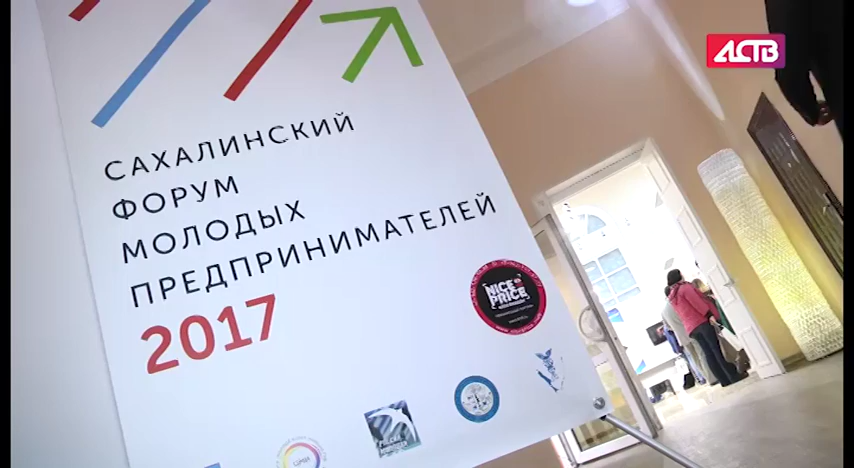 АСТВ
САХАЛИНСКИЙ
ФОРУМ
МОЛОДЫХ
ПРЕДПРИНИМАТЕЛЕЙ
2017
NICE
PRICE